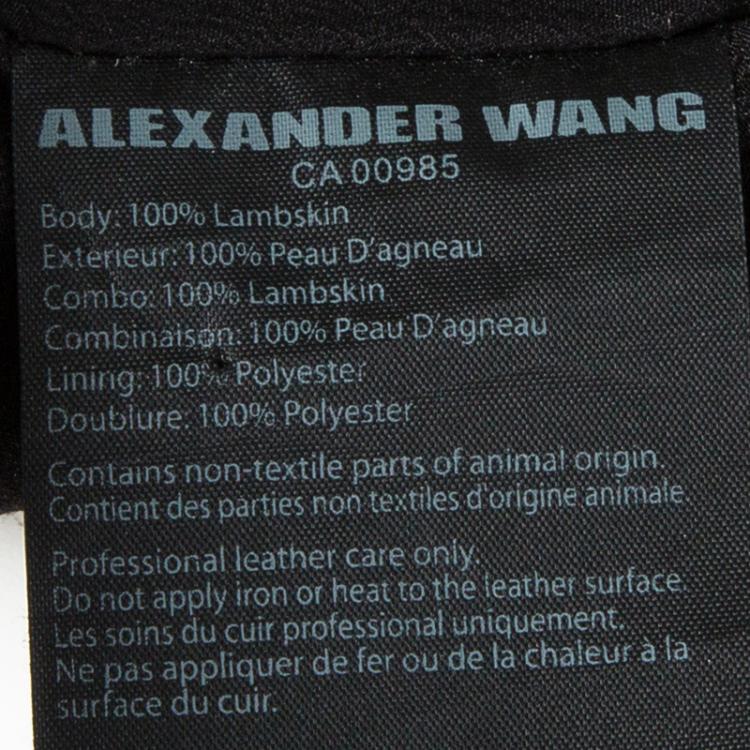 ALEXANDER WANG
CA 00985
Body: 100% Lambskin
Exterieur: 100% Peau D'agneau
Combo: 100% Lambskin
Combinaison: 100% Peau D'agneau
Lining: 100% Polyester
Doublure: 100% Polyester
Contains non-textile parts of animal origin.
Contient des parties non textiles d'origine animale.
Professional leather care only.
Do not apply iron or heat to the leather surface.
Les soins du cuir professional uniquement.
Ne pas appliquer de fer ou de la chaleur à la
surface du cuir.